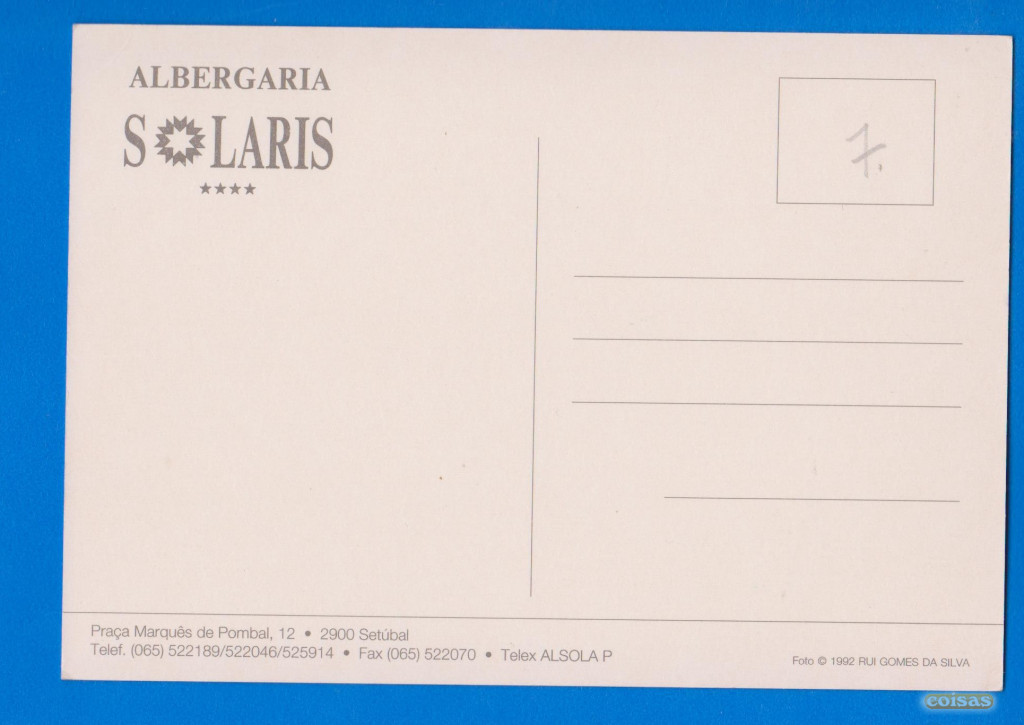 ALBERGARIA
SOLARIS
★★★★
7.
Praça Marquês de Pombal, 12 • 2900 Setúbal
Telef. (065) 522189/522046/525914 • Fax (065) 522070 • Telex ALSOLA P
Foto © 1992 RUI GOMES DA SILVA
coisas